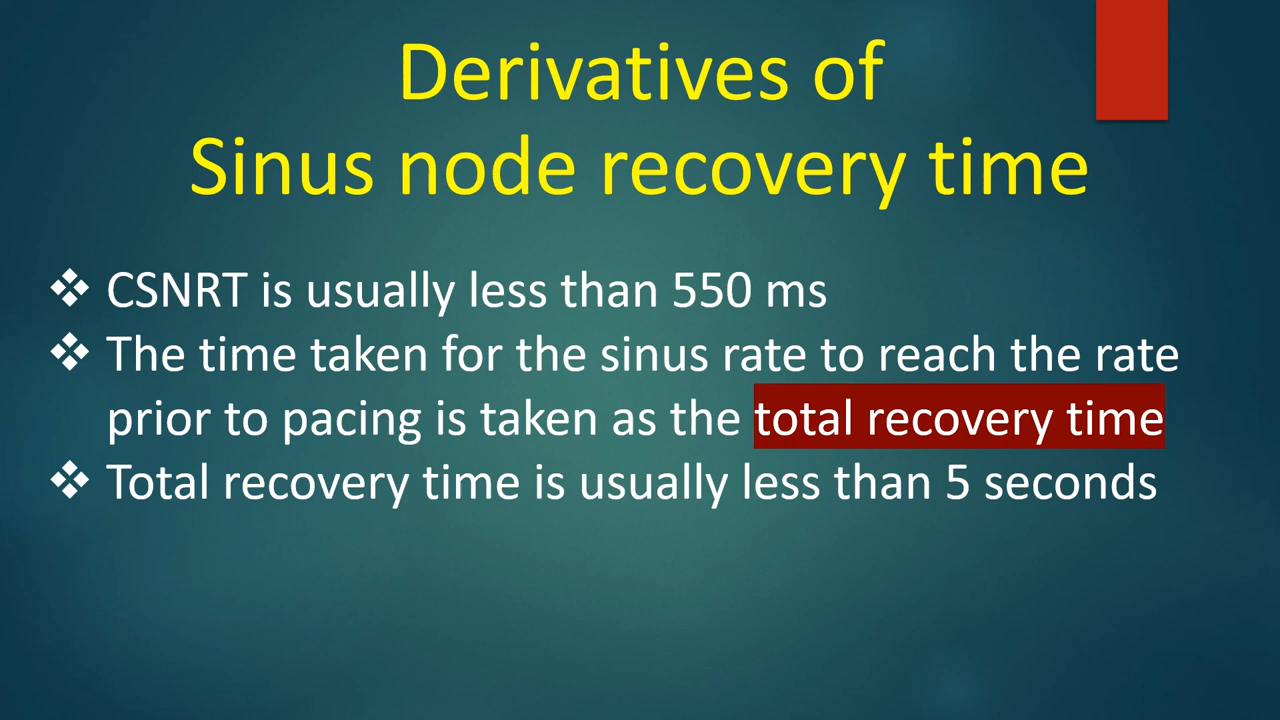 Derivatives of
Sinus node recovery time
❖ CSNRT is usually less than 550 ms
❖ The time taken for the sinus rate to reach the rate
prior to pacing is taken as the total recovery time
❖ Total recovery time is usually less than 5 seconds